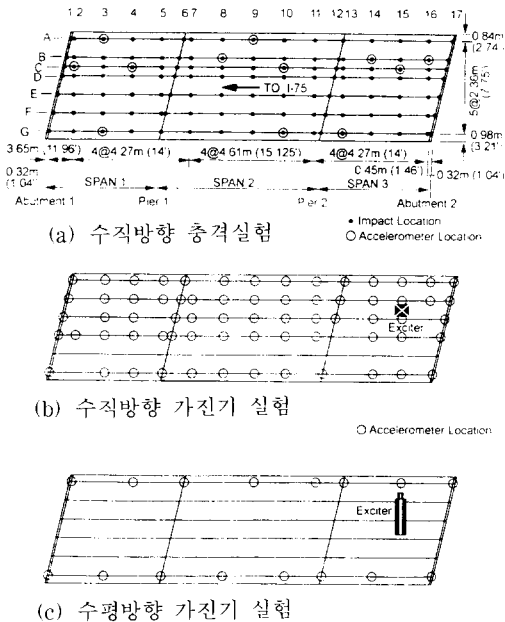 1 2 3 4 5 6 7 8 9 10 11 12 13 14 15 16 17
A
B
C
D
E
F
G
TO I-75
0.84m
(2.74'
5@2.36m
(7.75')
0.98m
(3.21')
3.65m (11.96') 4@4.27m (14') 4@4.61m (15.125') 4@4.27m (14')
0.45m (1.46')
0.32m
(1.04'
0.32m (1.04')
SPAN 1 SPAN 2 SPAN 3
Abutment 1 Pier 1 Pier 2 Abutment 2
• Impact Location
○ Accelerometer Location
(a) 수직방향 충격실험
Exciter
(b) 수직방향 가진기 실험
○ Accelerometer Location
Exciter
(c) 수평방향 가진기 실험